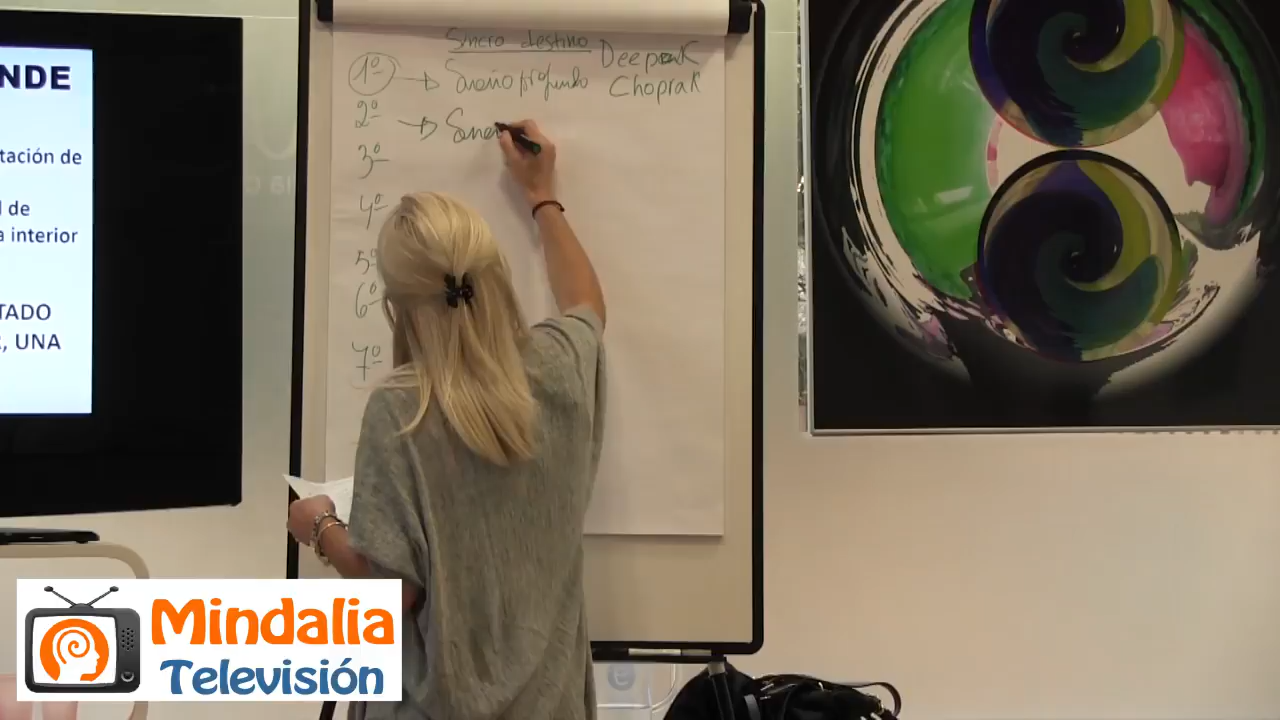 NDE
tación de
l de
a interior
TADO
R, UNA
Sincro destino
Deepak
Choprak
1º → Sueño profundo
2º →
3º
4º
5º
6º
7º
Mindalia
Televisión